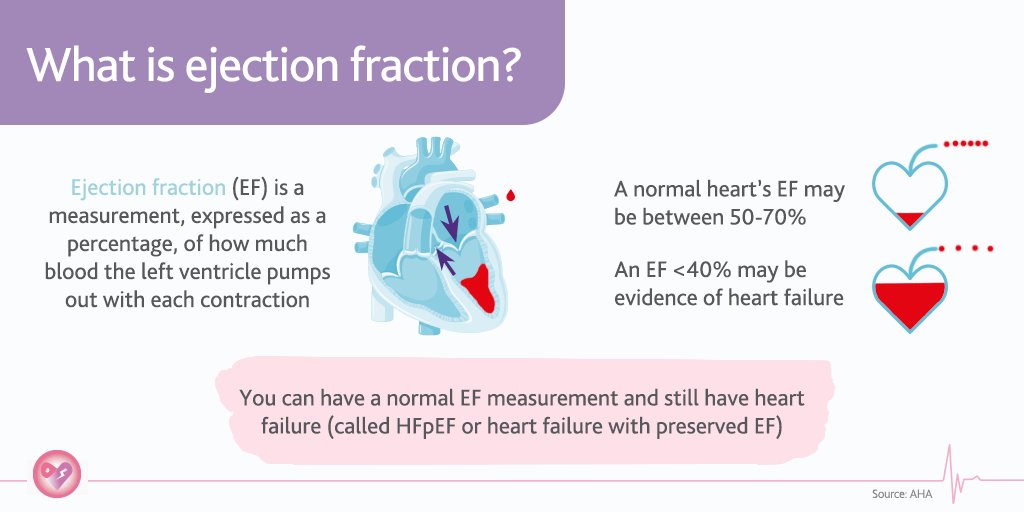 What is ejection fraction?
Ejection fraction (EF) is a
measurement, expressed as a
percentage, of how much
blood the left ventricle pumps
out with each contraction
A normal heart's EF may
be between 50-70%
An EF <40% may be
evidence of heart failure
You can have a normal EF measurement and still have heart
failure (called HFpEF or heart failure with preserved EF)
Source: AHA